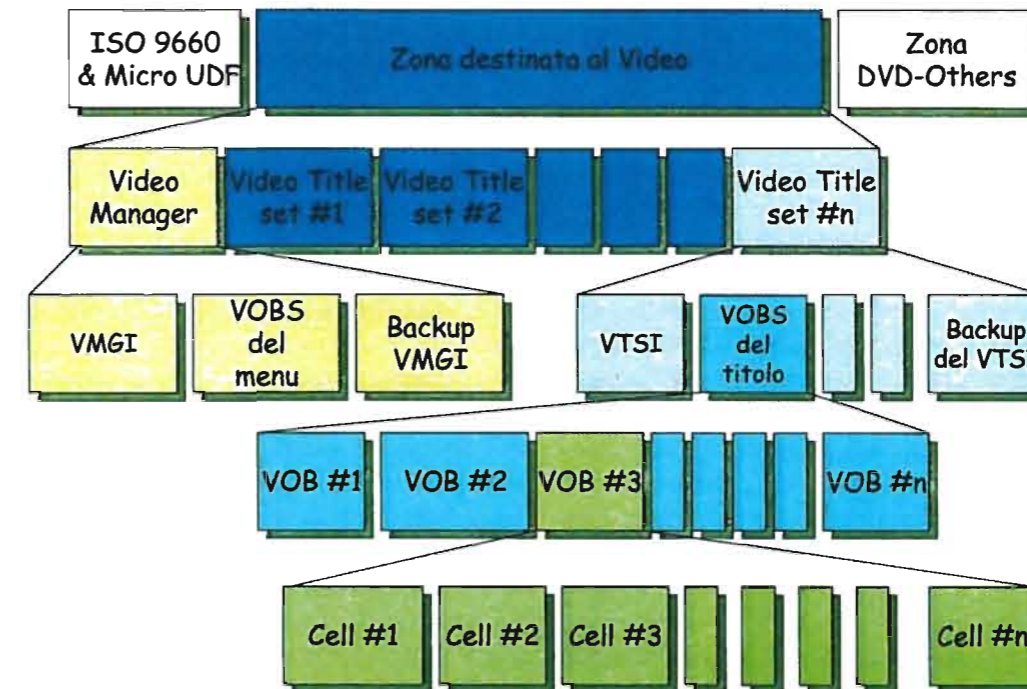 ISO 9660
& Micro UDF
Zona destinata al Video
Zona
DVD-Others
Video
Manager
Video Title
set #1
Video Title
set #2
Video Title
set #n
VMGI
VOBS
del
menu
Backup
VMGI
VTSI
VOBS
del
titolo
Backup
del VTSI
VOB #1
VOB #2
VOB #3
VOB #n
Cell #1
Cell #2
Cell #3
Cell #n